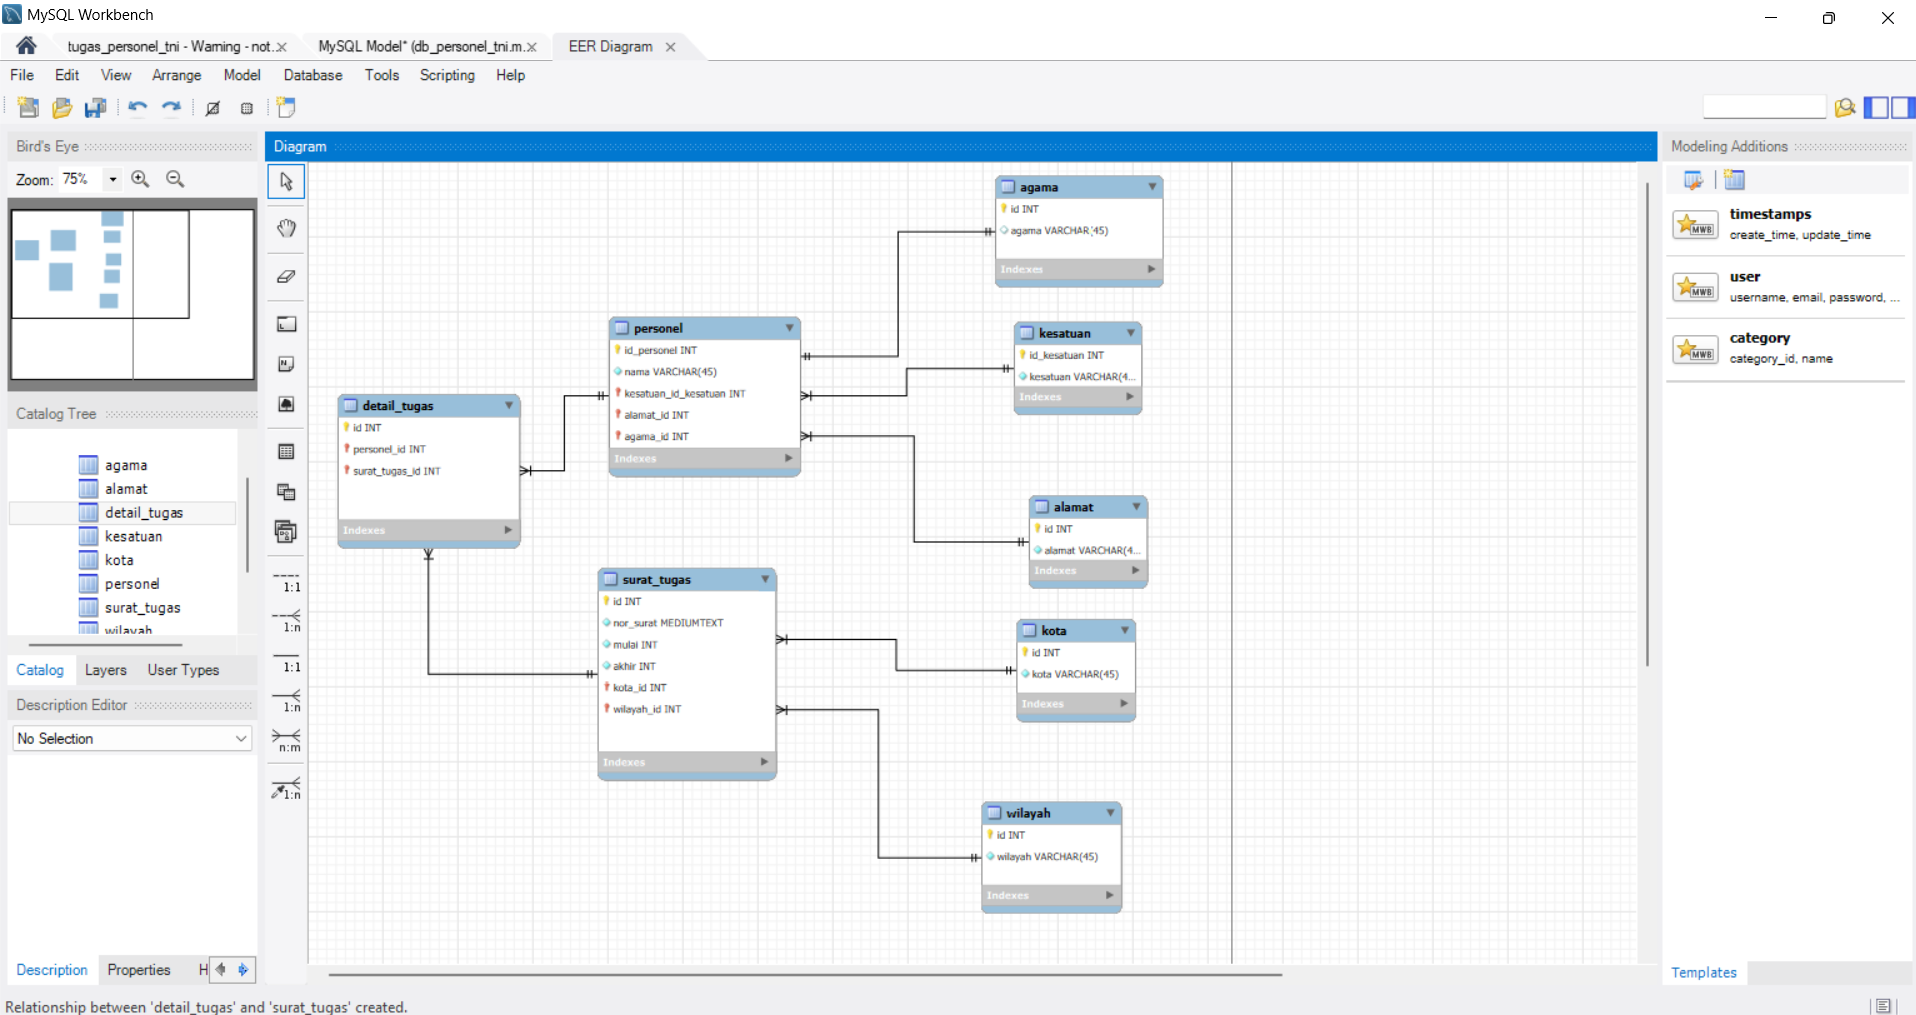 MySQL Workbench
tugas_personel_tni - Warning - not...
MySQL Model* (db_personel_tni.m...
EER Diagram
File Edit View Arrange Model Database Tools Scripting Help
Bird's Eye
Zoom: 75%
Catalog Tree
agama
alamat
detail_tugas
kesatuan
kota
personel
surat_tugas
wilayah
Catalog Layers User Types
Description Editor
No Selection
Description Properties H
Diagram
1:1
1:n
1:1
1:n
n:m
1:n
agama
id INT
agama VARCHAR(45)
Indexes
personel
id_personel INT
nama VARCHAR(45)
kesatuan_id_kesatuan INT
alamat_id INT
agama_id INT
Indexes
kesatuan
id_kesatuan INT
kesatuan VARCHAR(4...
Indexes
detail_tugas
id INT
personel_id INT
surat_tugas_id INT
Indexes
alamat
id INT
alamat VARCHAR(4...
Indexes
surat_tugas
id INT
nor_surat MEDIUMTEXT
mulai INT
akhir INT
kota_id INT
wilayah_id INT
Indexes
kota
id INT
kota VARCHAR(45)
Indexes
wilayah
id INT
wilayah VARCHAR(45)
Indexes
Modeling Additions
MWB
timestamps
create_time, update_time
MWB
user
username, email, password, ...
MWB
category
category_id, name
Templates
Relationship between 'detail_tugas' and 'surat_tugas' created.